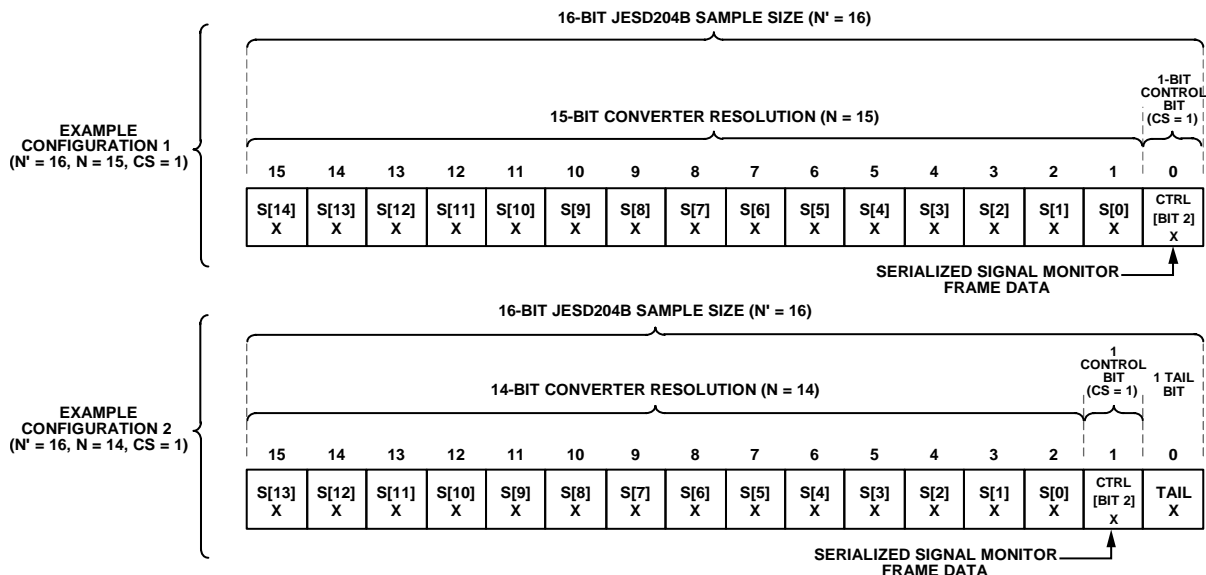 16-BIT JESD204B SAMPLE SIZE (N' = 16)
1-BIT
CONTROL
BIT
(CS = 1)
15-BIT CONVERTER RESOLUTION (N = 15)
EXAMPLE
CONFIGURATION 1
(N' = 16, N = 15, CS = 1)
15 14 13 12 11 10 9 8 7 6 5 4 3 2 1 0
S[14] S[13] S[12] S[11] S[10] S[9] S[8] S[7] S[6] S[5] S[4] S[3] S[2] S[1] S[0] CTRL
[BIT 2]
X X X X X X X X X X X X X X X X
SERIALIZED SIGNAL MONITOR
FRAME DATA
16-BIT JESD204B SAMPLE SIZE (N' = 16)
1
CONTROL
BIT
(CS = 1)
1 TAIL
BIT
14-BIT CONVERTER RESOLUTION (N = 14)
EXAMPLE
CONFIGURATION 2
(N' = 16, N = 14, CS = 1)
15 14 13 12 11 10 9 8 7 6 5 4 3 2 1 0
S[13] S[12] S[11] S[10] S[9] S[8] S[7] S[6] S[5] S[4] S[3] S[2] S[1] S[0] CTRL TAIL
[BIT 2]
X X X X X X X X X X X X X X X X
SERIALIZED SIGNAL MONITOR
FRAME DATA